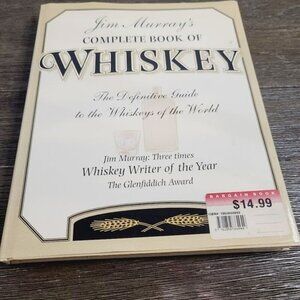 Jim Murray's
COMPLETE BOOK OF
WHISKEY
The Definitive Guide
to the Whiskeys of the World
Jim Murray: Three times
Whiskey Writer of the Year
The Glenfiddich Award
BARGAIN BOOK
$14.99